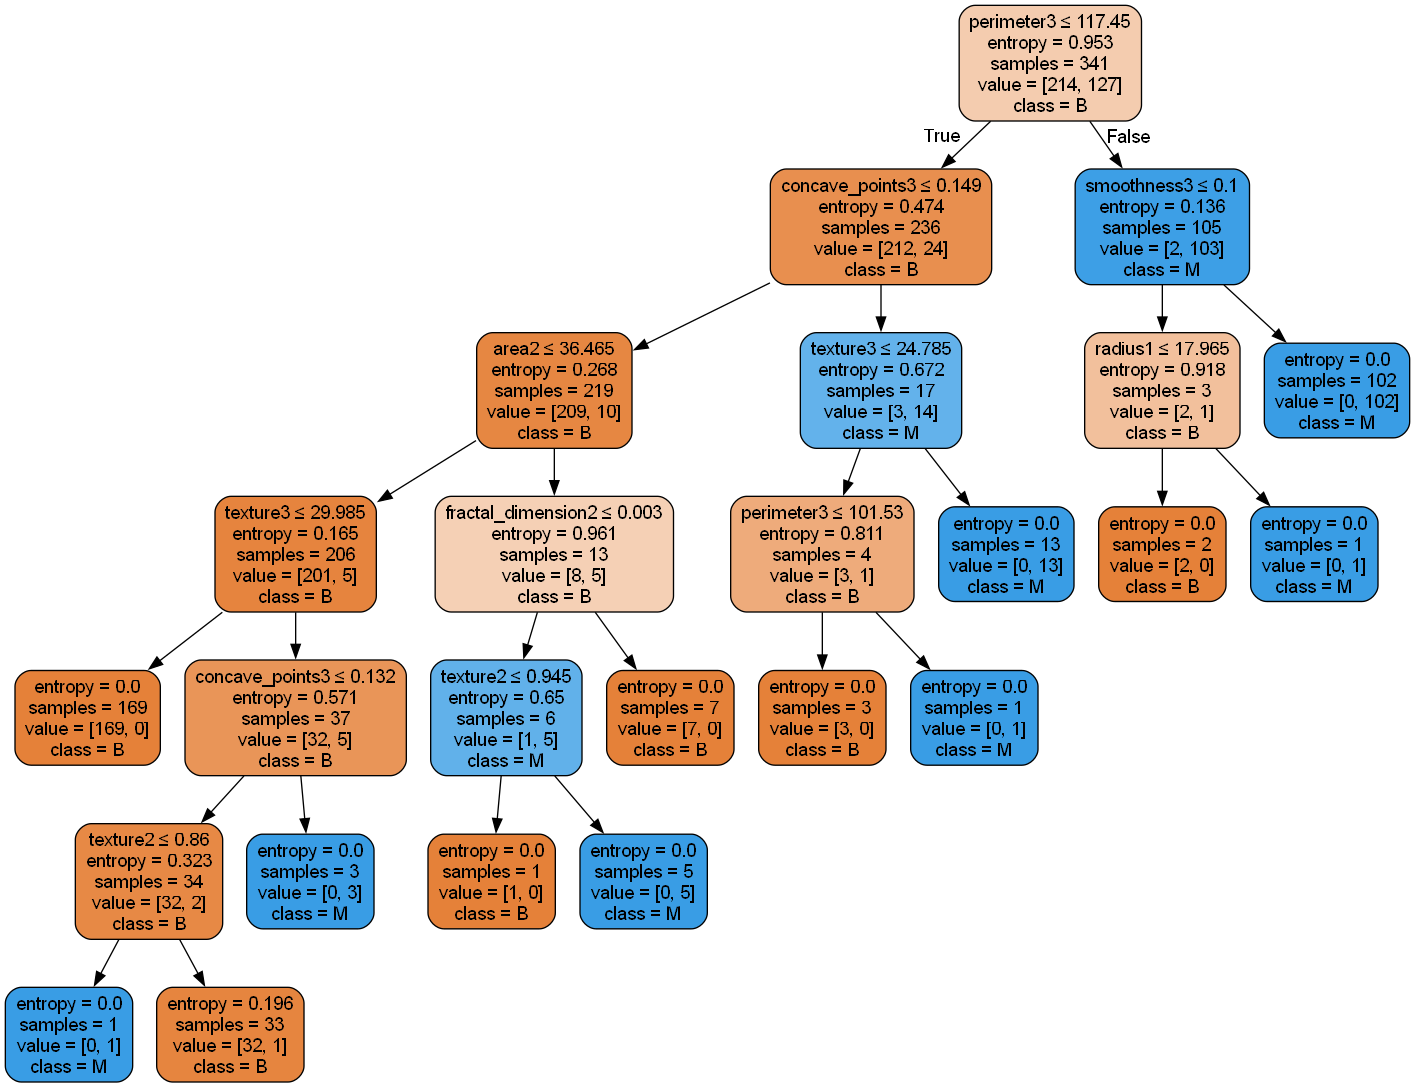 perimeter3 ≤ 117.45
entropy = 0.953
samples = 341
value = [214, 127]
class = B
True
False
concave_points3 ≤ 0.149
entropy = 0.474
samples = 236
value = [212, 24]
class = B
smoothness3 ≤ 0.1
entropy = 0.136
samples = 105
value = [2, 103]
class = M
area2 ≤ 36.465
entropy = 0.268
samples = 219
value = [209, 10]
class = B
texture3 ≤ 24.785
entropy = 0.672
samples = 17
value = [3, 14]
class = M
radius1 ≤ 17.965
entropy = 0.918
samples = 3
value = [2, 1]
class = B
entropy = 0.0
samples = 102
value = [0, 102]
class = M
texture3 ≤ 29.985
entropy = 0.165
samples = 206
value = [201, 5]
class = B
fractal_dimension2 ≤ 0.003
entropy = 0.961
samples = 13
value = [8, 5]
class = B
perimeter3 ≤ 101.53
entropy = 0.811
samples = 4
value = [3, 1]
class = B
entropy = 0.0
samples = 13
value = [0, 13]
class = M
entropy = 0.0
samples = 2
value = [2, 0]
class = B
entropy = 0.0
samples = 1
value = [0, 1]
class = M
entropy = 0.0
samples = 169
value = [169, 0]
class = B
concave_points3 ≤ 0.132
entropy = 0.571
samples = 37
value = [32, 5]
class = B
texture2 ≤ 0.945
entropy = 0.65
samples = 6
value = [1, 5]
class = M
entropy = 0.0
samples = 7
value = [7, 0]
class = B
entropy = 0.0
samples = 3
value = [3, 0]
class = B
entropy = 0.0
samples = 1
value = [0, 1]
class = M
texture2 ≤ 0.86
entropy = 0.323
samples = 34
value = [32, 2]
class = B
entropy = 0.0
samples = 3
value = [0, 3]
class = M
entropy = 0.0
samples = 1
value = [1, 0]
class = B
entropy = 0.0
samples = 5
value = [0, 5]
class = M
entropy = 0.0
samples = 1
value = [0, 1]
class = M
entropy = 0.196
samples = 33
value = [32, 1]
class = B